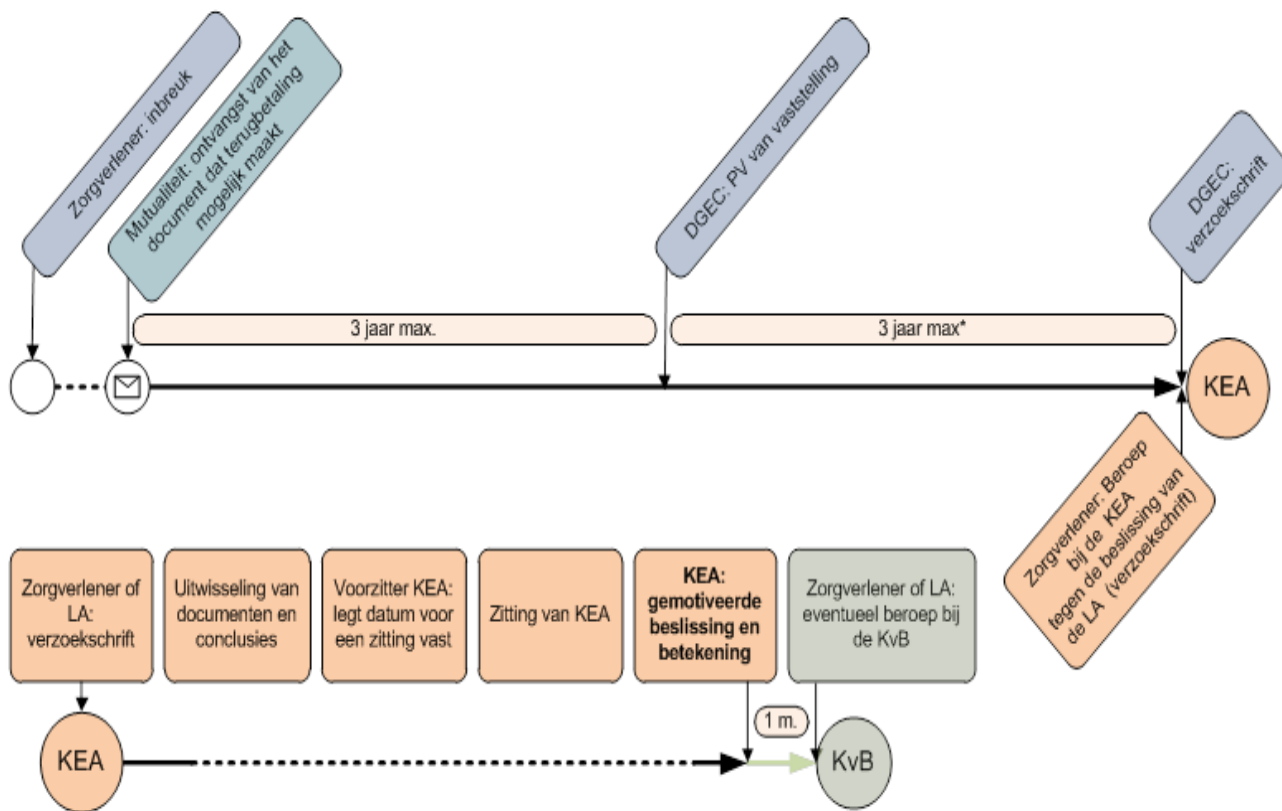 Zorgverlener: inbreuk
Mutualiteit: ontvangst van het
document dat terugbetaling
mogelijk maakt
DGEC: PV van vaststelling
DGEC:
verzoekschrift
3 jaar max.
3 jaar max*
KEA
Zorgverlener: Beroep
bij de KEA
tegen de beslissing van
de LA (verzoekschrift)
Zorgverlener of
LA:
verzoekschrift
Uitwisseling van
documenten en
conclusies
Voorzitter KEA:
legt datum voor
een zitting vast
Zitting van KEA
KEA:
gemotiveerde
beslissing en
betekening
Zorgverlener of LA:
eventueel beroep bij
de KvB
1 m.
KEA
KvB